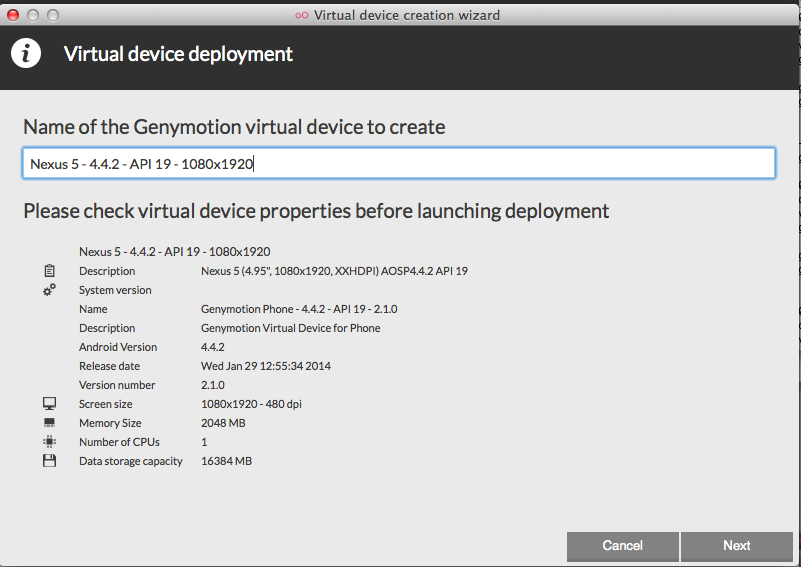 Virtual device creation wizard
Virtual device deployment
Name of the Genymotion virtual device to create
Nexus 5 - 4.4.2 - API 19 - 1080x1920
Please check virtual device properties before launching deployment
Nexus 5 - 4.4.2 - API 19 - 1080x1920
Description Nexus 5 (4.95", 1080x1920, XXHDPI) AOSP4.4.2 API 19
System version
Name Genymotion Phone - 4.4.2 - API 19 - 2.1.0
Description Genymotion Virtual Device for Phone
Android Version 4.4.2
Release date Wed Jan 29 12:55:34 2014
Version number 2.1.0
Screen size 1080x1920 - 480 dpi
Memory Size 2048 MB
Number of CPUs 1
Data storage capacity 16384 MB
Cancel Next